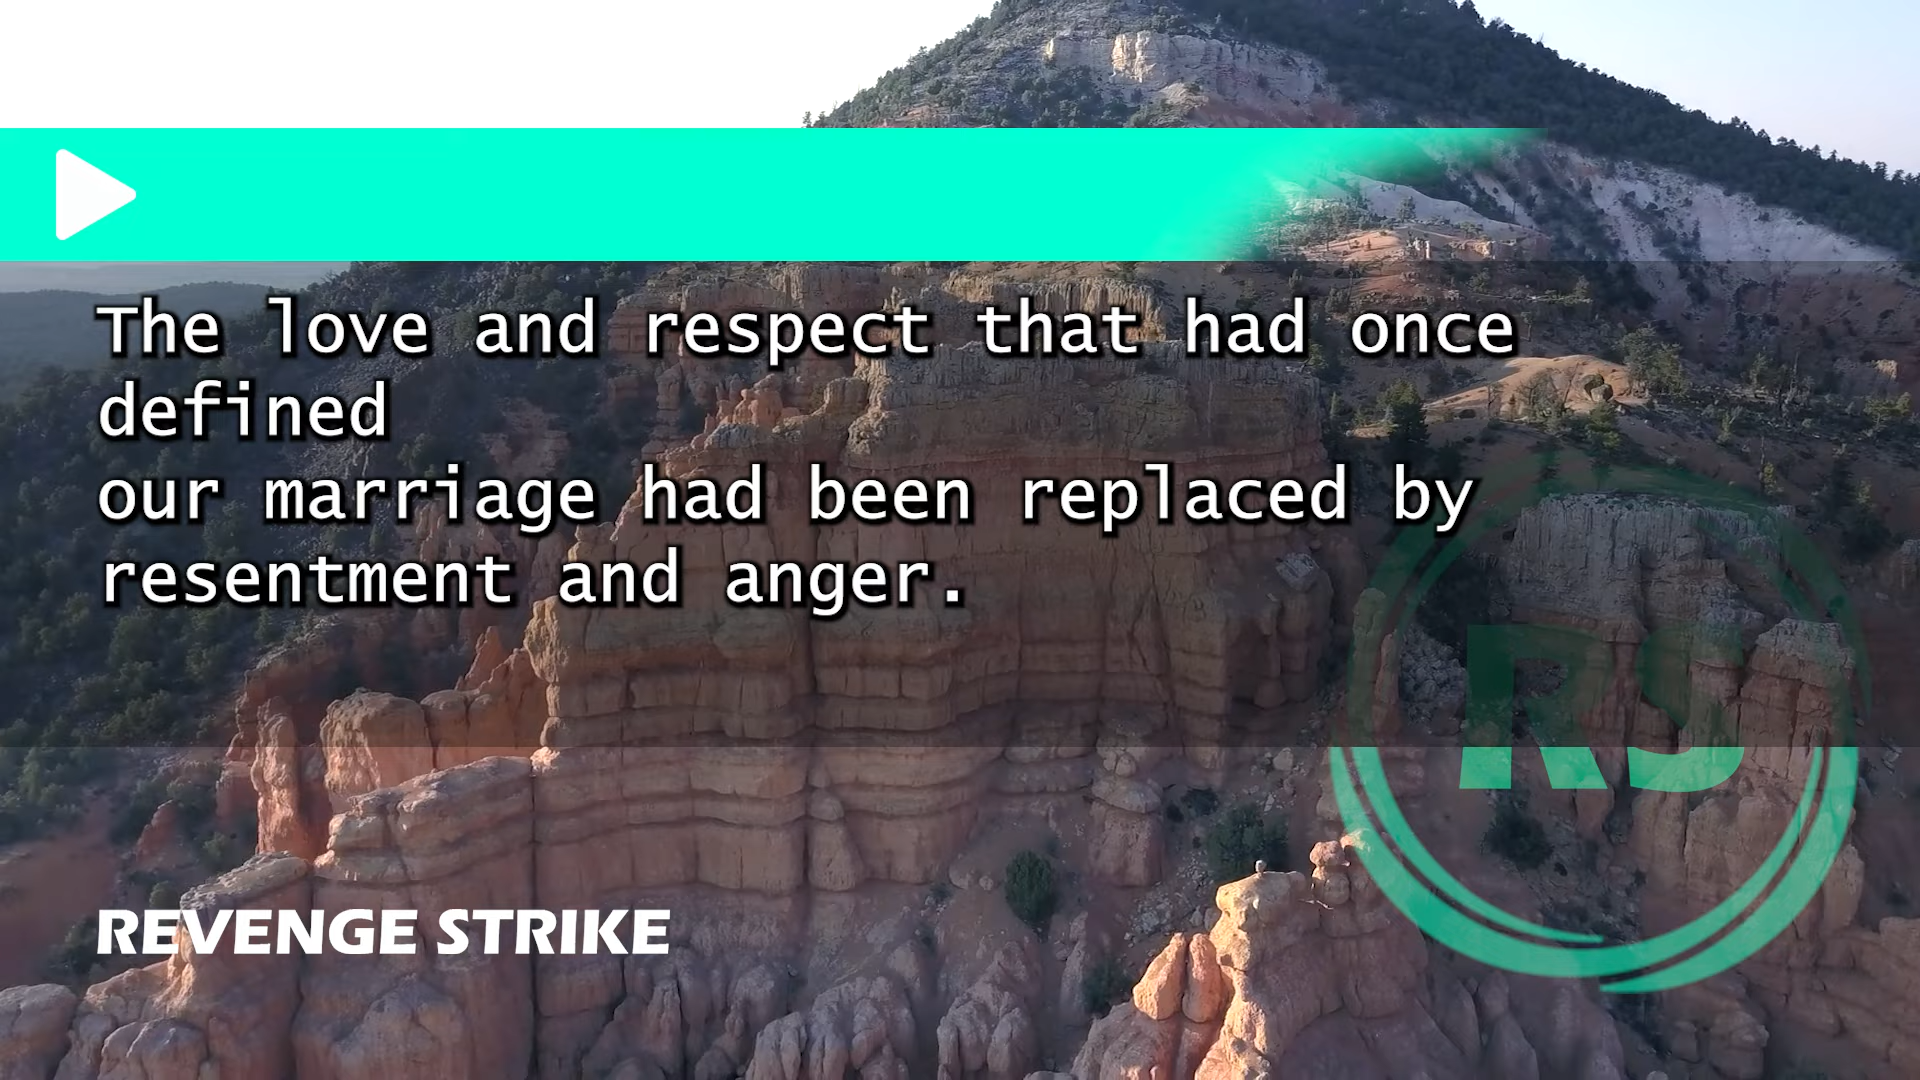 The love and respect that had once
defined
our marriage had been replaced by
resentment and anger.
RS
REVENGE STRIKE